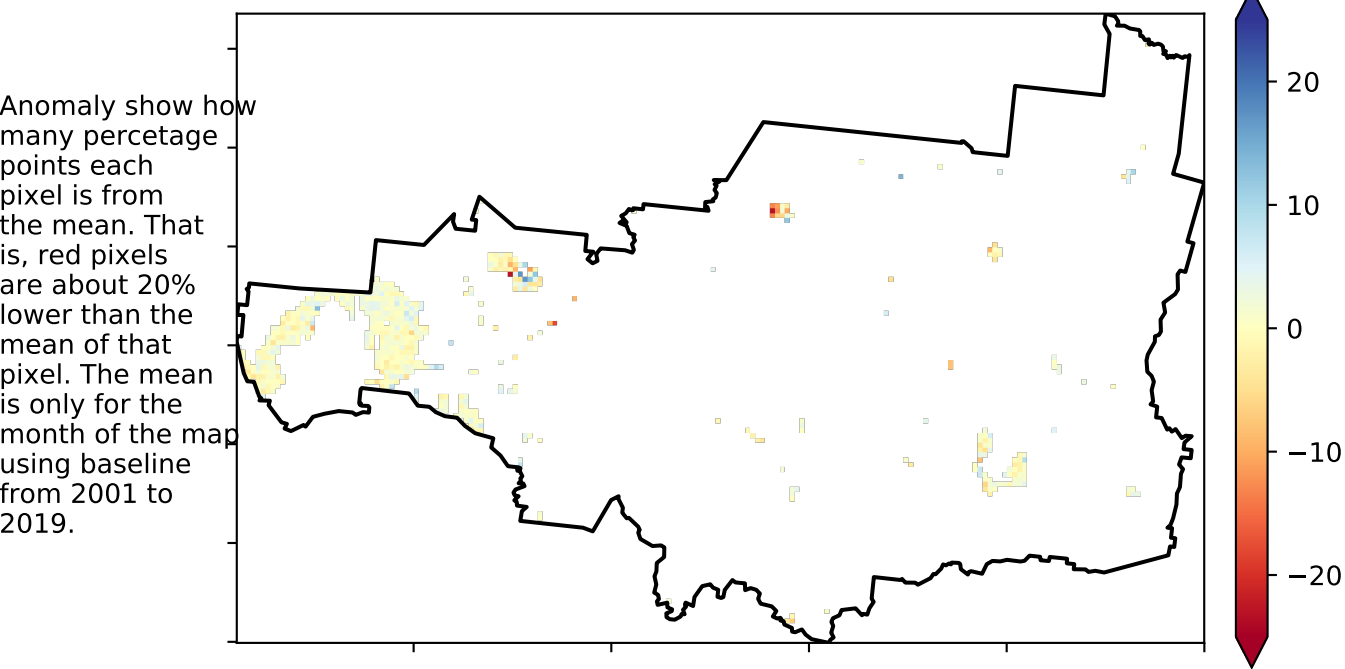 Anomaly show how
many percetage
points each
pixel is from
the mean. That
is, red pixels
are about 20%
lower than the
mean of that
pixel. The mean
is only for the
month of the map
using baseline
from 2001 to
2019.
20
10
0
−10
−20